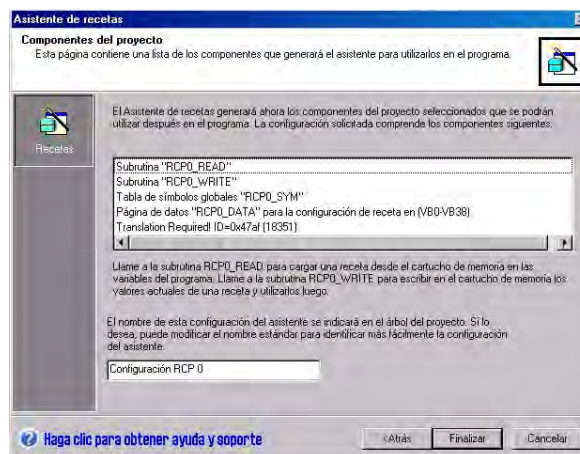 Asistente de recetas
Componentes del proyecto
Esta página contiene una lista de los componentes que generará el asistente para utilizarlos en el programa.
Recetas
El Asistente de recetas generará ahora los componentes del proyecto seleccionados que se podrán
utilizar después en el programa. La configuración solicitada comprende los componentes siguientes.
Subrutina "RCP0_READ"
Subrutina "RCP0_WRITE"
Tabla de símbolos globales "RCP0_SYM"
Página de datos "RCP0_DATA" para la configuración de receta en (VB0-VB38)
Translation Required! ID=0x47af (18351)
Llame a la subrutina RCP0_READ para cargar una receta desde el cartucho de memoria en las
variables del programa. Llame a la subrutina RCP0_WRITE para escribir en el cartucho de memoria los
valores actuales de una receta y utilizarlos luego.
El nombre de esta configuración del asistente se indicará en el árbol del proyecto. Si lo
desea, puede modificar el nombre estándar para identificar más fácilmente la configuración
del asistente.
Configuración RCP 0
Haga clic para obtener ayuda y soporte
<Atrás
Finalizar
Cancelar